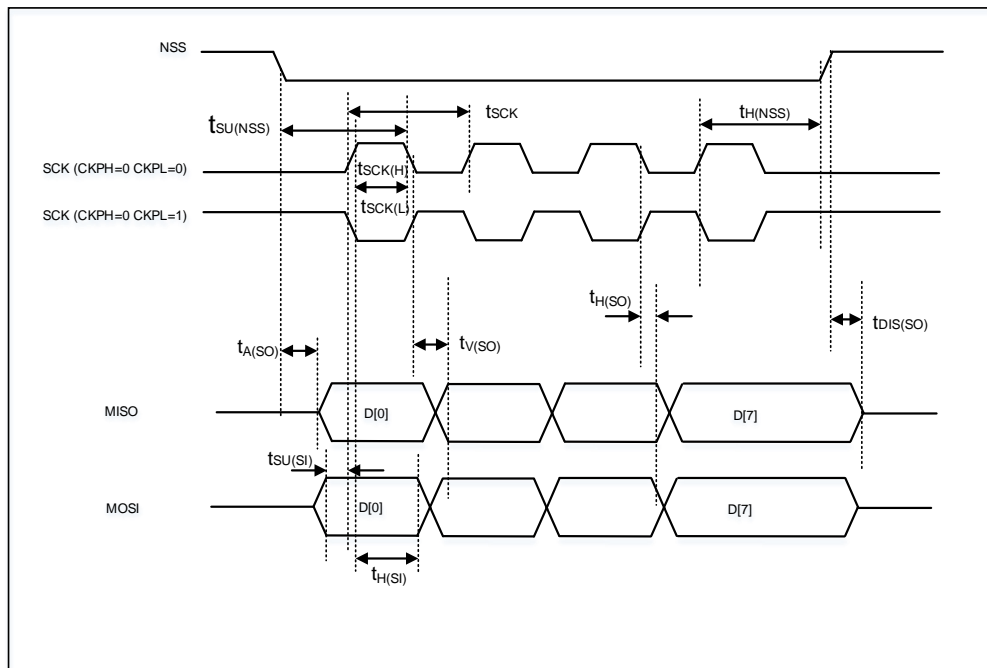 NSS
tSCK
tSU(NSS)
tH(NSS)
SCK (CKPH=0 CKPL=0)
tSCK(H)
tSCK(L)
SCK (CKPH=0 CKPL=1)
tH(SO)
tDIS(SO)
tA(SO)
tV(SO)
MISO
D[0]
D[7]
tSU(SI)
MOSI
D[0]
D[7]
tH(SI)